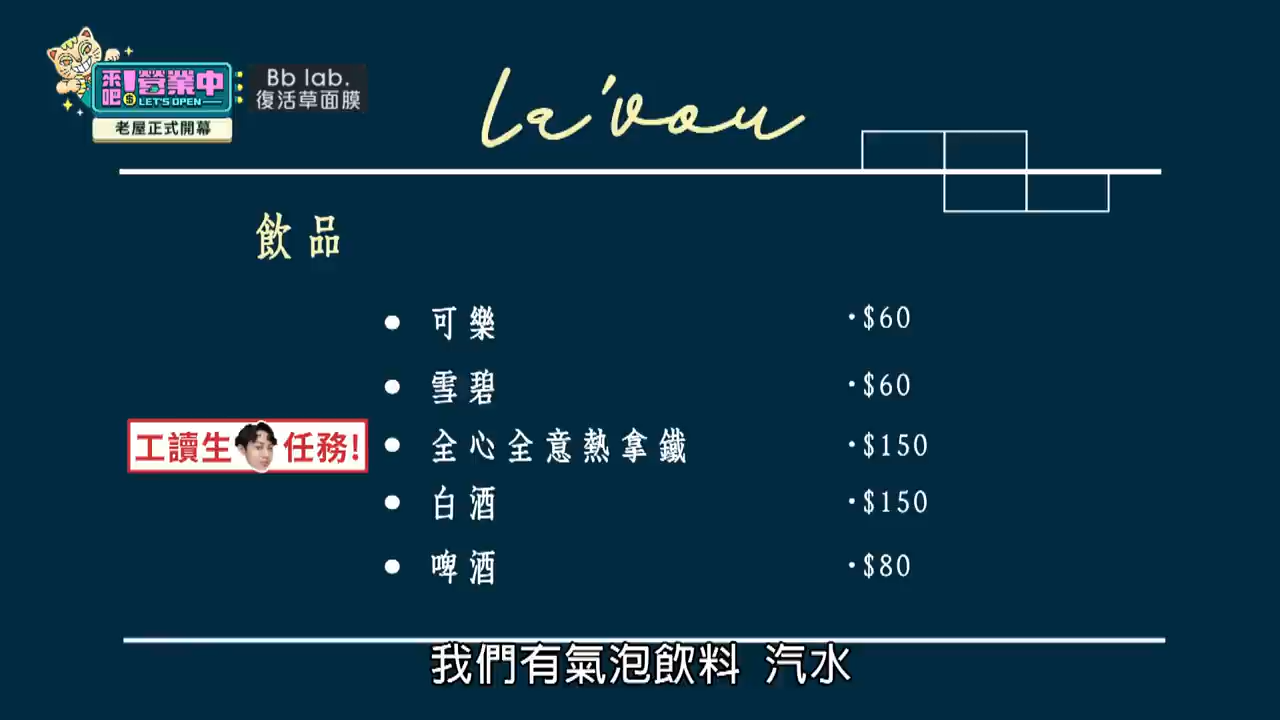 來吧!營業中
LET'S OPEN
老屋正式開幕
Bb lab.
復活草面膜
La'vou
飲品
可樂 ·$60
雪碧 ·$60
工讀生任務!
全心全意熱拿鐵 ·$150
白酒 ·$150
啤酒 ·$80
我們有氣泡飲料 汽水